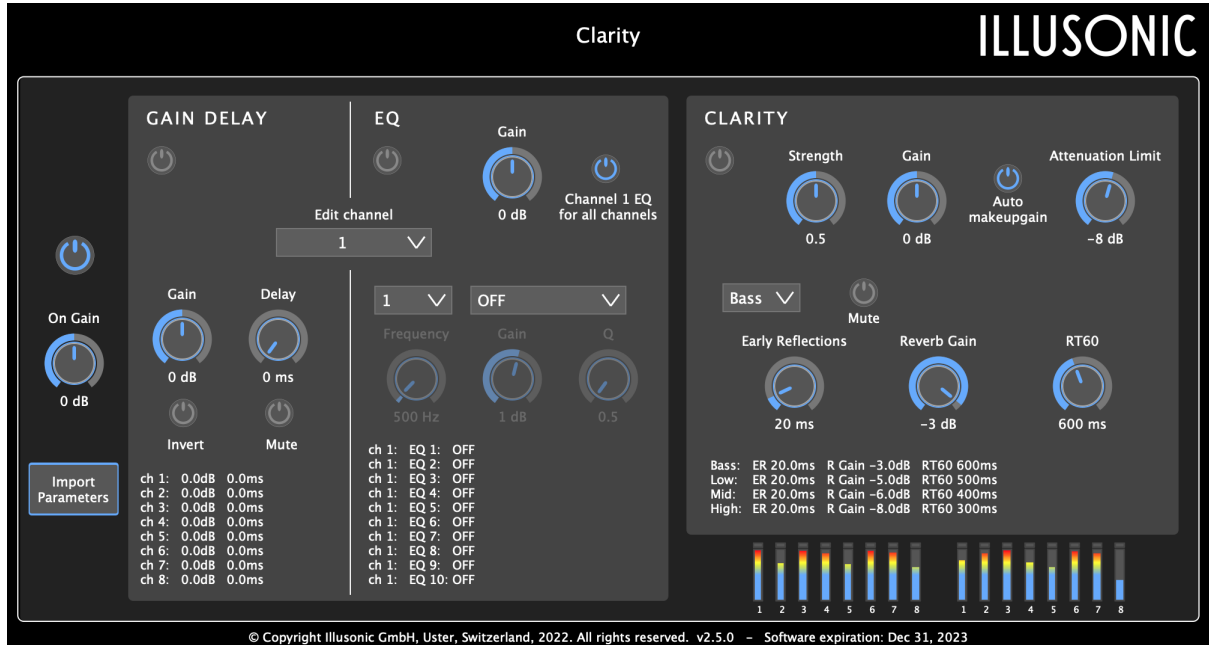 Clarity
ILLUSONIC
On Gain
0 dB
Import
Parameters
GAIN DELAY
Edit channel
1
Gain
0 dB
Delay
0 ms
Invert
Mute
ch 1: 0.0dB 0.0ms
ch 2: 0.0dB 0.0ms
ch 3: 0.0dB 0.0ms
ch 4: 0.0dB 0.0ms
ch 5: 0.0dB 0.0ms
ch 6: 0.0dB 0.0ms
ch 7: 0.0dB 0.0ms
ch 8: 0.0dB 0.0ms
EQ
Gain
0 dB
Channel 1 EQ
for all channels
1
OFF
Frequency
500 Hz
Gain
1 dB
Q
0.5
ch 1: EQ 1: OFF
ch 1: EQ 2: OFF
ch 1: EQ 3: OFF
ch 1: EQ 4: OFF
ch 1: EQ 5: OFF
ch 1: EQ 6: OFF
ch 1: EQ 7: OFF
ch 1: EQ 8: OFF
ch 1: EQ 9: OFF
ch 1: EQ 10: OFF
CLARITY
Strength
0.5
Gain
0 dB
Auto
makeupgain
Attenuation Limit
-8 dB
Bass
Mute
Early Reflections
20 ms
Reverb Gain
-3 dB
RT60
600 ms
Bass: ER 20.0ms R Gain -3.0dB RT60 600ms
Low: ER 20.0ms R Gain -5.0dB RT60 500ms
Mid: ER 20.0ms R Gain -6.0dB RT60 400ms
High: ER 20.0ms R Gain -8.0dB RT60 300ms
1 2 3 4 5 6 7 8 1 2 3 4 5 6 7 8
© Copyright Illusonic GmbH, Uster, Switzerland, 2022. All rights reserved. v2.5.0 – Software expiration: Dec 31, 2023